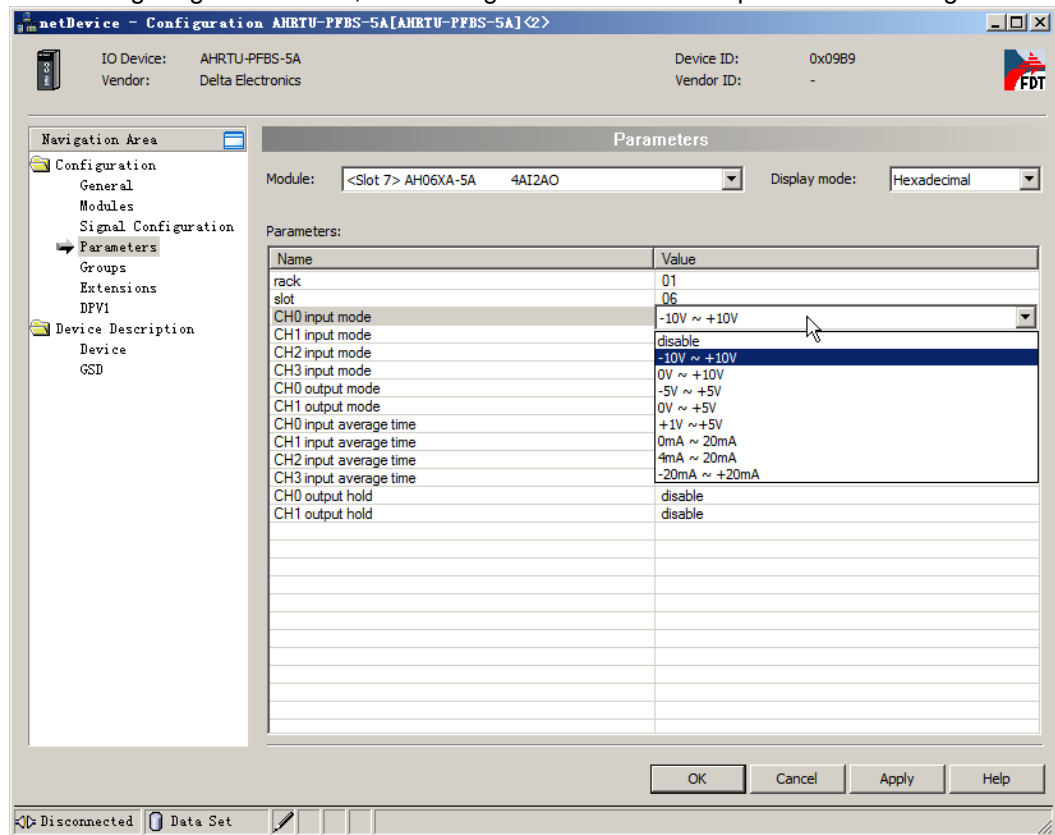 netDevice - Configuration AHRTU-PFBS-5A[AHRTU-PFBS-5A]<2>
IO Device: AHRTU-PFBS-5A Device ID: 0x09B9
Vendor: Delta Electronics Vendor ID: -
FDT
Navigation Area
Parameters
Configuration
General
Modules
Signal Configuration
Parameters
Groups
Extensions
DPV1
Device Description
Device
GSD
Module: <Slot 7> AH06XA-5A 4AI2AO Display mode: Hexadecimal
Parameters:
Name Value
rack 01
slot 06
CH0 input mode -10V ~ +10V
CH1 input mode
CH2 input mode
CH3 input mode
CH0 output mode
CH1 output mode
CH0 input average time
CH1 input average time
CH2 input average time
CH3 input average time
CH0 output hold disable
CH1 output hold disable
disable
-10V ~ +10V
0V ~ +10V
-5V ~ +5V
0V ~ +5V
+1V ~+5V
0mA ~ 20mA
4mA ~ 20mA
-20mA ~ +20mA
OK Cancel Apply Help
Disconnected Data Set